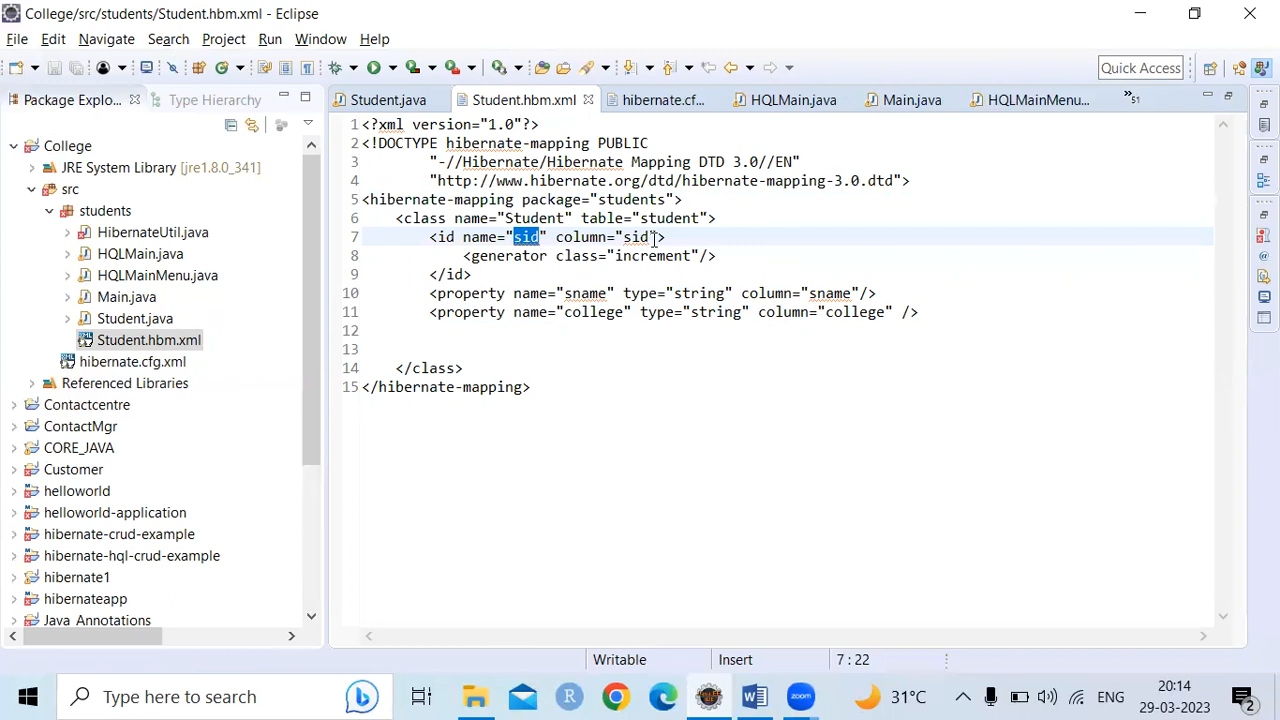 College/src/students/Student.hbm.xml - Eclipse
File Edit Navigate Search Project Run Window Help
Quick Access
Package Explo... Type Hierarchy
Student.java Student.hbm.xml hibernate.cf... HQLMain.java Main.java HQLMainMenu... »51
College
JRE System Library [jre1.8.0_341]
src
students
HibernateUtil.java
HQLMain.java
HQLMainMenu.java
Main.java
Student.java
Student.hbm.xml
hibernate.cfg.xml
Referenced Libraries
Contactcentre
ContactMgr
CORE_JAVA
Customer
helloworld
helloworld-application
hibernate-crud-example
hibernate-hql-crud-example
hibernate1
hibernateapp
Java_Annotations
1 <?xml version="1.0"?>
2 <!DOCTYPE hibernate-mapping PUBLIC
3 "-//Hibernate/Hibernate Mapping DTD 3.0//EN"
4 "http://www.hibernate.org/dtd/hibernate-mapping-3.0.dtd">
5 <hibernate-mapping package="students">
6 <class name="Student" table="student">
7 <id name="sid" column="sid">
8 <generator class="increment"/>
9 </id>
10 <property name="sname" type="string" column="sname"/>
11 <property name="college" type="string" column="college" />
12
13
14 </class>
15 </hibernate-mapping>
Writable Insert 7 : 22
Type here to search
31°C ENG
20:14
29-03-2023
2